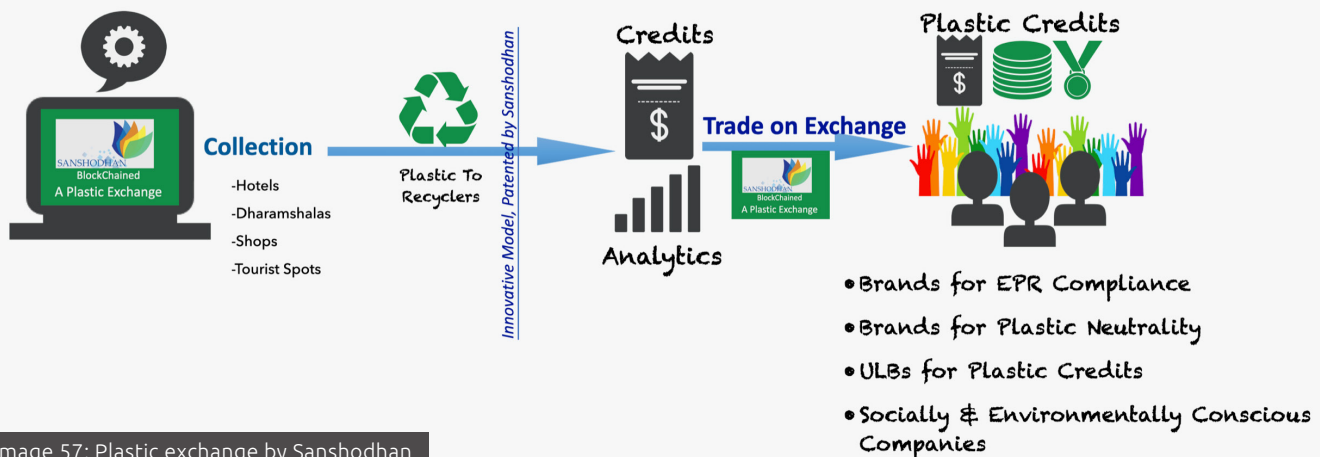 SANSHODHAN
BlockChained
A Plastic Exchange
Collection
-Hotels
-Dharamshalas
-Shops
-Tourist Spots
Plastic To
Recyclers
Innovative Model, Patented by Sanshodhan
Credits
$
Analytics
Trade on Exchange
SANSHODHAN
BlockChained
A Plastic Exchange
Plastic Credits
$
•Brands for EPR Compliance
•Brands for Plastic Neutrality
•ULBs for Plastic Credits
•Socially & Environmentally Conscious
Companies
mage 57: Plastic exchange by Sanshodhan